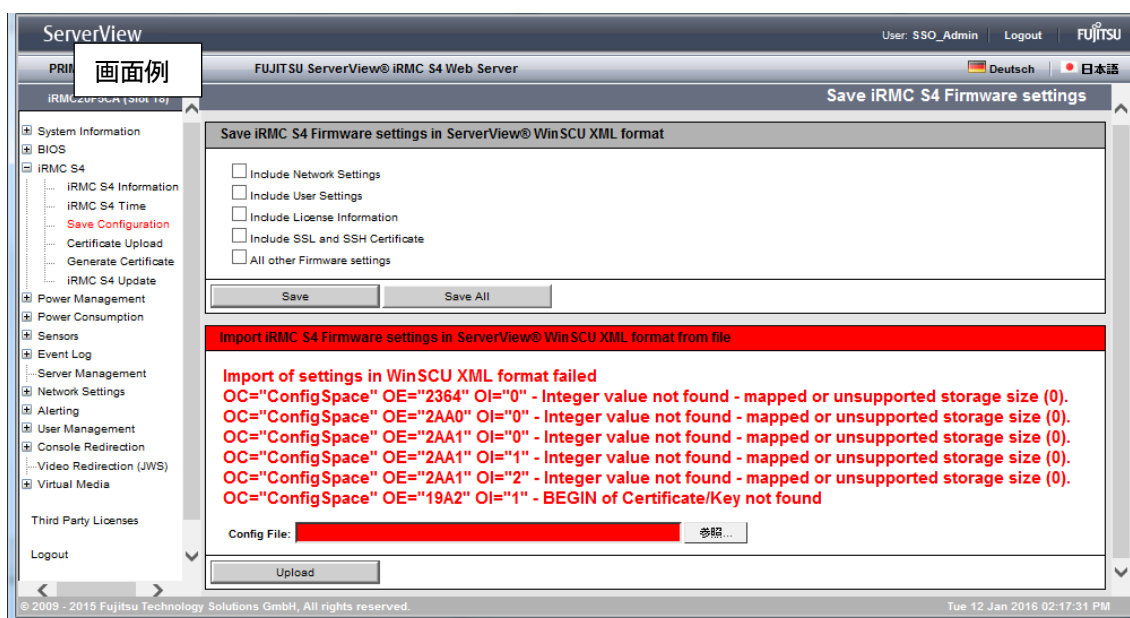 ServerView
User: SSO_Admin
Logout
FUJITSU
画面例
FUJITSU ServerView® iRMC S4 Web Server
Deutsch
日本語
Save iRMC S4 Firmware settings
System Information
BIOS
iRMC S4
iRMC S4 Information
iRMC S4 Time
Save Configuration
Certificate Upload
Generate Certificate
iRMC S4 Update
Power Management
Power Consumption
Sensors
Event Log
Server Management
Network Settings
Alerting
User Management
Console Redirection
Video Redirection (JWS)
Virtual Media
Third Party Licenses
Logout
Save iRMC S4 Firmware settings in ServerView® WinSCU XML format
Include Network Settings
Include User Settings
Include License Information
Include SSL and SSH Certificate
All other Firmware settings
Save
Save All
Import iRMC S4 Firmware settings in ServerView® WinSCU XML format from file
Import of settings in WinSCU XML format failed
OC="ConfigSpace" OE="2364" OI="0" - Integer value not found - mapped or unsupported storage size (0).
OC="ConfigSpace" OE="2AA0" OI="0" - Integer value not found - mapped or unsupported storage size (0).
OC="ConfigSpace" OE="2AA1" OI="0" - Integer value not found - mapped or unsupported storage size (0).
OC="ConfigSpace" OE="2AA1" OI="1" - Integer value not found - mapped or unsupported storage size (0).
OC="ConfigSpace" OE="2AA1" OI="2" - Integer value not found - mapped or unsupported storage size (0).
OC="ConfigSpace" OE="19A2" OI="1" - BEGIN of Certificate/Key not found
Config File:
参照...
Upload
© 2009 - 2015 Fujitsu Technology Solutions GmbH, All rights reserved.
Tue 12 Jan 2016 02:17:31 PM